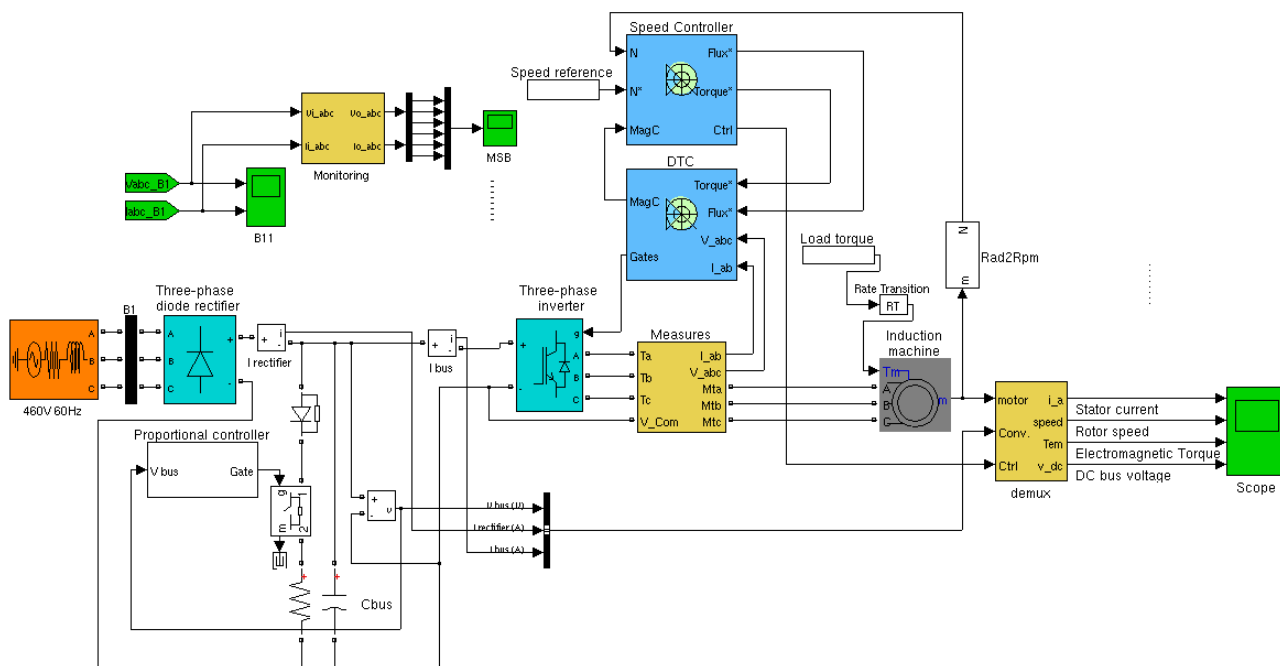 Speed Controller
N
Flux*
Speed reference
N*
Torque*
MagC
Ctrl
Vi_abc
Vo_abc
Ii_abc
Io_abc
Monitoring
MSB
Vabc_B1
Iabc_B1
B11
DTC
Torque*
MagC
Flux*
V_abc
Gates
I_ab
Load torque
N
m
Rad2Rpm
Rate Transition
RT
Three-phase
diode rectifier
B1
A
B
C
A
B
C
+
-
460V 60Hz
i
+
-
I rectifier
i
+
-
I bus
Three-phase
inverter
g
+
-
A
B
C
Measures
Ta
Tb
Tc
V_Com
I_ab
V_abc
Mta
Mtb
Mtc
Induction
machine
Tm
A
B
C
m
motor
Conv.
Ctrl
i_a
speed
Tem
v_dc
demux
Stator current
Rotor speed
Electromagnetic Torque
DC bus voltage
Scope
Proportional controller
V bus
Gate
g
m
1
2
[E]
+
-
v
V bus (V)
I rectifier (A)
I bus (A)
+
+
Cbus